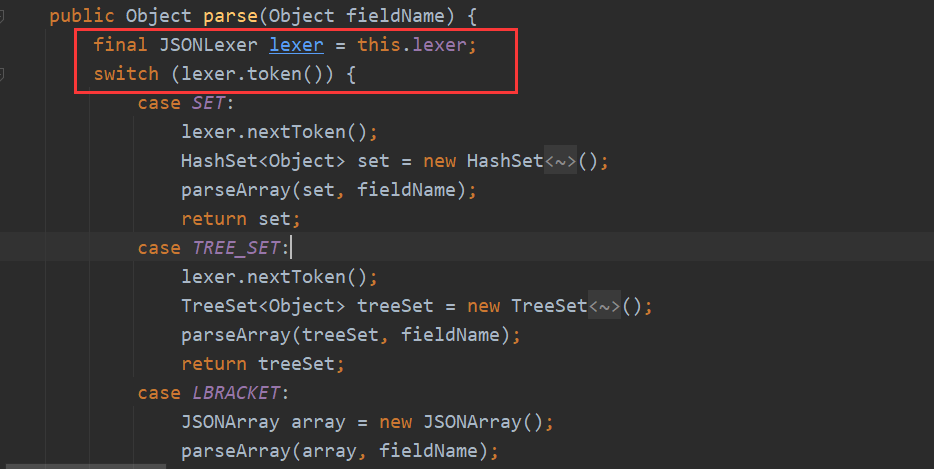 public Object parse(Object fieldName) {
final JSONLexer lexer = this.lexer;
switch (lexer.token()) {
case SET:
lexer.nextToken();
HashSet<Object> set = new HashSet<~>();
parseArray(set, fieldName);
return set;
case TREE_SET:
lexer.nextToken();
TreeSet<Object> treeSet = new TreeSet<~>();
parseArray(treeSet, fieldName);
return treeSet;
case LBRACKET:
JSONArray array = new JSONArray();
parseArray(array, fieldName);